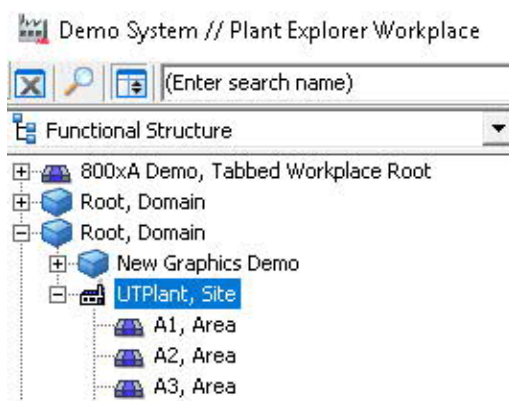 Demo System // Plant Explorer Workplace
(Enter search name)
Functional Structure
800xA Demo, Tabbed Workplace Root
Root, Domain
Root, Domain
New Graphics Demo
UTPlant, Site
A1, Area
A2, Area
A3, Area